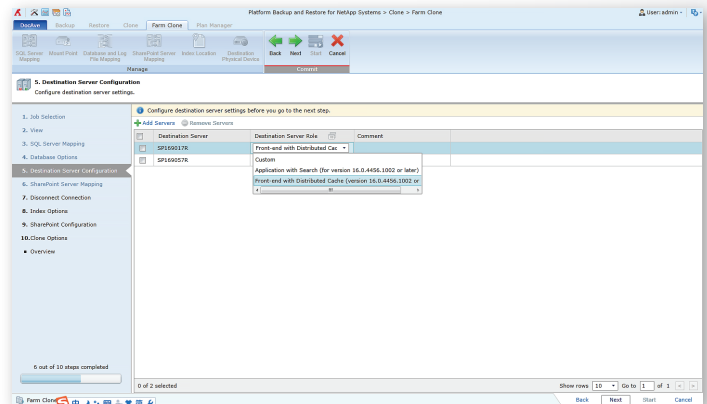 Platform Backup and Restore for NetApp Systems > Clone > Farm Clone
User: admin
DocAve Backup Restore Clone Farm Clone Plan Manager
SQL Server Mapping
Mount Point
Database and Log File Mapping
SharePoint Server Mapping
Index Location
Destination Physical Device
Back Next Start Cancel
Manage Commit
5. Destination Server Configuration
Configure destination server settings.
1. Job Selection
2. View
3. SQL Server Mapping
4. Database Options
5. Destination Server Configuration
6. SharePoint Server Mapping
7. Disconnect Connection
8. Index Options
9. SharePoint Configuration
10.Clone Options
Overview
6 out of 10 steps completed
Configure destination server settings before you go to the next step.
Add Servers Remove Servers
Destination Server Destination Server Role Comment
SP169017R Front-end with Distributed Cac
SP169057R
Custom
Application with Search (for version 16.0.4456.1002 or later)
Front-end with Distributed Cache (version 16.0.4456.1002 or
0 of 2 selected
Show rows 10 Go to 1 of 1
Farm Clone
中
Back Next Start Cancel